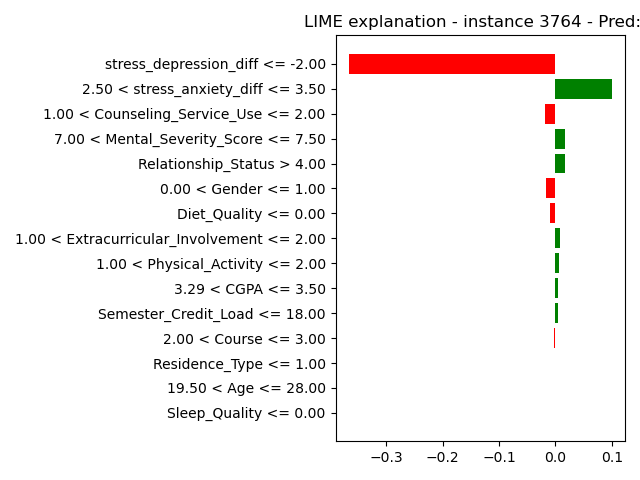 LIME explanation - instance 3764 - Pred:
stress_depression_diff <= -2.00
2.50 < stress_anxiety_diff <= 3.50
1.00 < Counseling_Service_Use <= 2.00
7.00 < Mental_Severity_Score <= 7.50
Relationship_Status > 4.00
0.00 < Gender <= 1.00
Diet_Quality <= 0.00
1.00 < Extracurricular_Involvement <= 2.00
1.00 < Physical_Activity <= 2.00
3.29 < CGPA <= 3.50
Semester_Credit_Load <= 18.00
2.00 < Course <= 3.00
Residence_Type <= 1.00
19.50 < Age <= 28.00
Sleep_Quality <= 0.00
−0.3 −0.2 −0.1 0.0 0.1